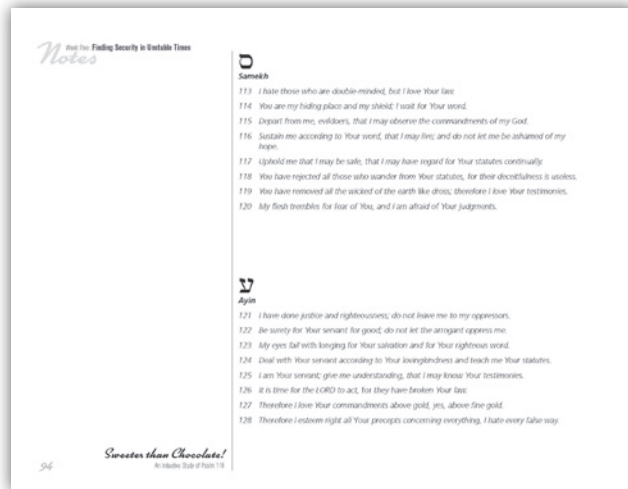 Notes
Week Five: Finding Security in Unstable Times
ס
Samekh
113 I hate those who are double-minded, but I love Your law.
114 You are my hiding place and my shield; I wait for Your word.
115 Depart from me, evildoers, that I may observe the commandments of my God.
116 Sustain me according to Your word, that I may live; and do not let me be ashamed of my
hope.
117 Uphold me that I may be safe, that I may have regard for Your statutes continually.
118 You have rejected all those who wander from Your statutes, for their deceitfulness is useless.
119 You have removed all the wicked of the earth like dross; therefore I love Your testimonies.
120 My flesh trembles for fear of You, and I am afraid of Your judgments.
ע
Ayin
121 I have done justice and righteousness; do not leave me to my oppressors.
122 Be surety for Your servant for good; do not let the arrogant oppress me.
123 My eyes fail with longing for Your salvation and for Your righteous word.
124 Deal with Your servant according to Your lovingkindness and teach me Your statutes.
125 I am Your servant; give me understanding, that I may know Your testimonies.
126 It is time for the LORD to act, for they have broken Your law.
127 Therefore I love Your commandments above gold, yes, above fine gold.
128 Therefore I esteem right all Your precepts concerning everything, I hate every false way.
94
Sweeter than Chocolate!
An Inductive Study of Psalm 119